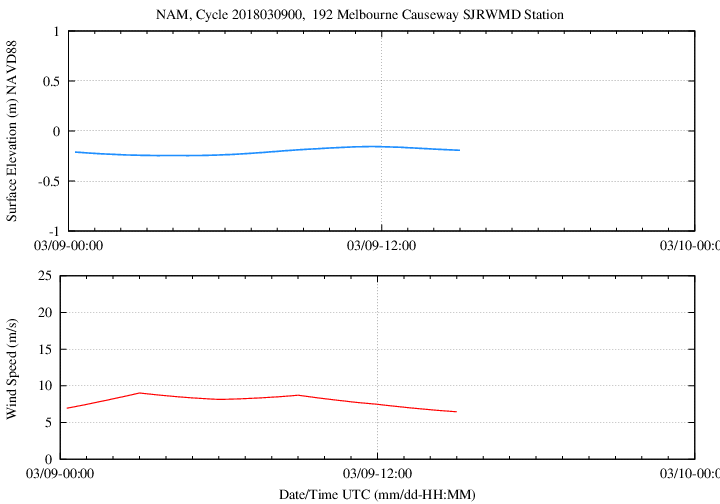 NAM, Cycle 2018030900,  192 Melbourne Causeway SJRWMD Station
Surface Elevation (m) NAVD88
1
0.5
0
-0.5
-1
03/09-00:00 03/09-12:00 03/10-00:0
Wind Speed (m/s)
25
20
15
10
5
0
03/09-00:00 03/09-12:00 03/10-00:0
Date/Time UTC (mm/dd-HH:MM)